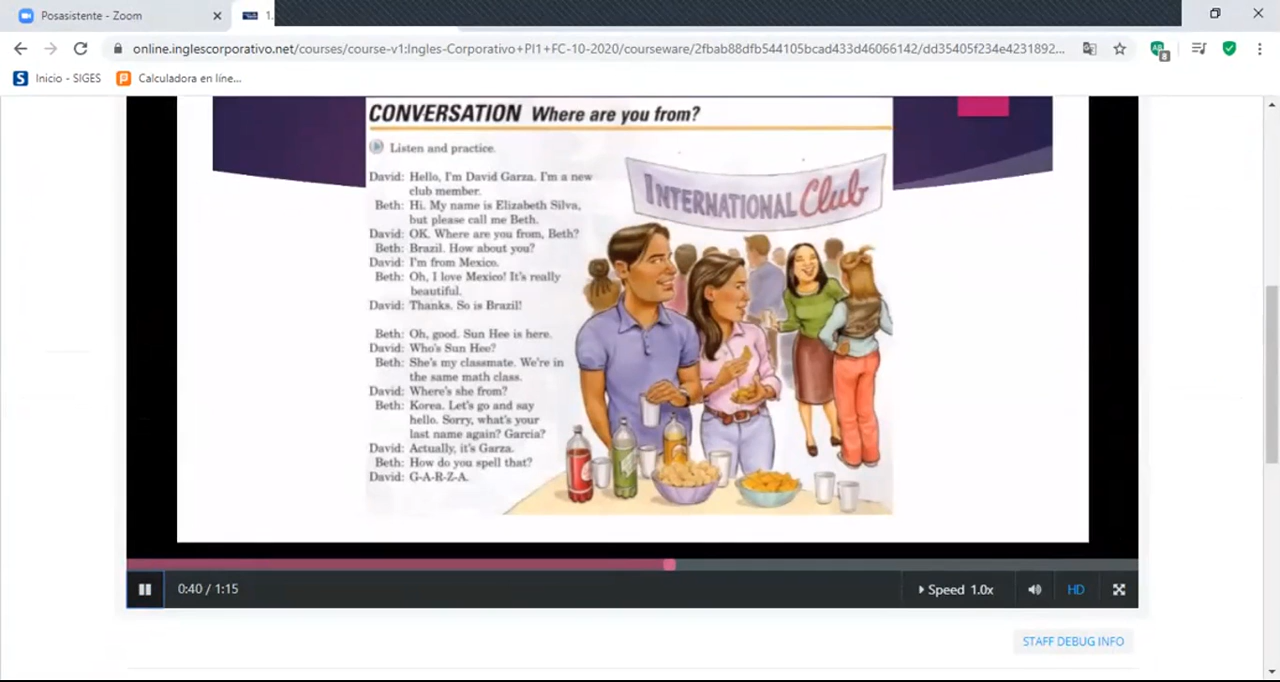 Posasistente - Zoom
1.
online.inglescorporativo.net/courses/course-v1:Ingles-Corporativo+PI1+FC-10-2020/courseware/2fbab88dfb544105bcad433d46066142/dd35405f234e4231892...
8
S Inicio - SIGES
P Calculadora en líne...
CONVERSATION Where are you from?
Listen and practice.
David: Hello, I'm David Garza. I'm a new
club member.
Beth: Hi. My name is Elizabeth Silva,
but please call me Beth.
David: OK. Where are you from, Beth?
Beth: Brazil. How about you?
David: I'm from Mexico.
Beth: Oh, I love Mexico! It's really
beautiful.
David: Thanks. So is Brazil!
Beth: Oh, good. Sun Hee is here.
David: Who's Sun Hee?
Beth: She's my classmate. We're in
the same math class.
David: Where's she from?
Beth: Korea. Let's go and say
hello. Sorry, what's your
last name again? Garcia?
David: Actually, it's Garza.
Beth: How do you spell that?
David: G-A-R-Z-A.
INTERNATIONAL Club
0:40 / 1:15
Speed 1.0x
HD
STAFF DEBUG INFO